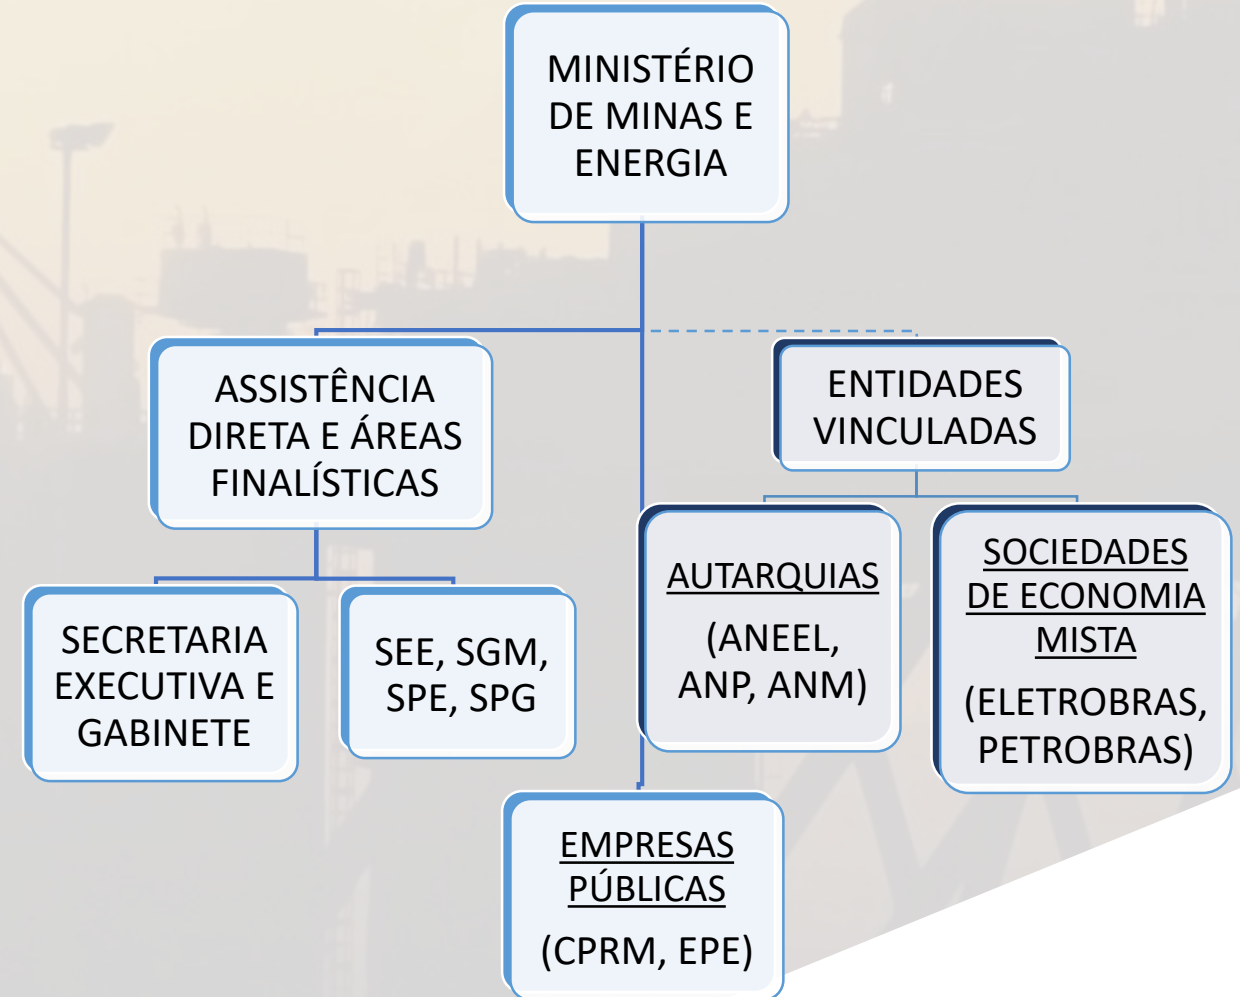 MINISTÉRIO
DE MINAS E
ENERGIA
ASSISTÊNCIA
DIRETA E ÁREAS
FINALÍSTICAS
ENTIDADES
VINCULADAS
SECRETARIA
EXECUTIVA E
GABINETE
SEE, SGM,
SPE, SPG
AUTARQUIAS
(ANEEL,
ANP, ANM)
SOCIEDADES
DE ECONOMIA
MISTA
(ELETROBRAS,
PETROBRAS)
EMPRESAS
PÚBLICAS
(CPRM, EPE)